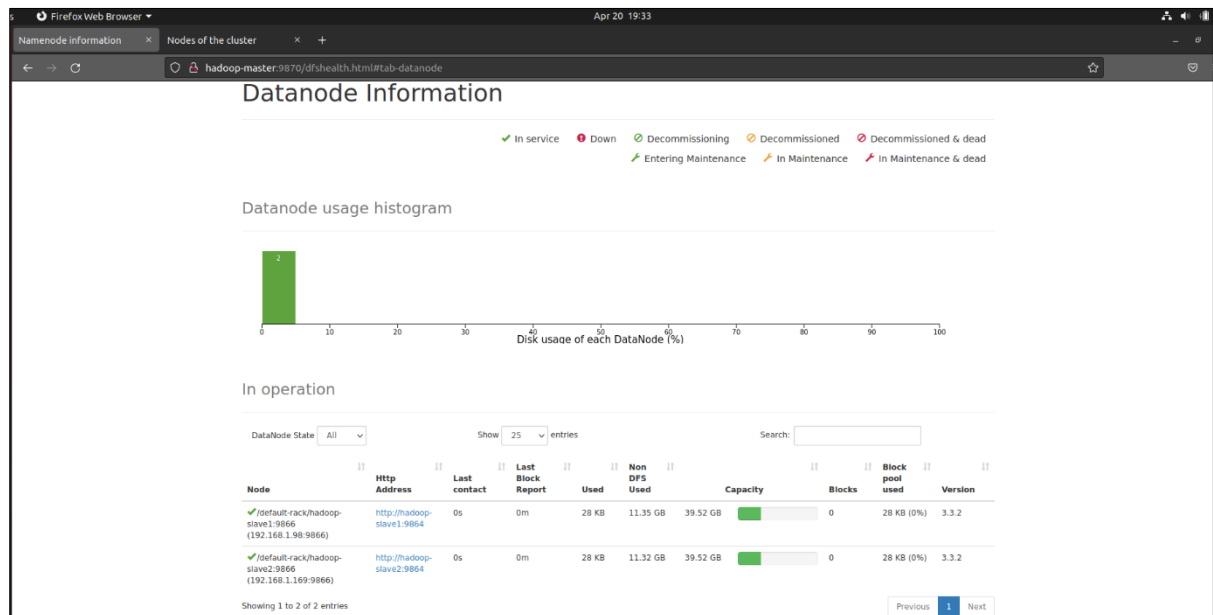 s Firefox Web Browser Apr 20 19:33
Namenode information × Nodes of the cluster × +
hadoop-master:9870/dfshealth.html#tab-datanode
Datanode Information
In service Down Decommissioning Decommissioned Decommissioned & dead
Entering Maintenance In Maintenance In Maintenance & dead
Datanode usage histogram
2
0 10 20 30 40 50 60 70 80 90 100
Disk usage of each DataNode (%)
In operation
DataNode State All Show 25 entries Search:
Node Http Address Last contact Last Block Report Used Non DFS Used Capacity Blocks Block pool used Version
/default-rack/hadoop- http://hadoop- 0s 0m 28 KB 11.35 GB 39.52 GB 0 28 KB (0%) 3.3.2
slave1:9866 slave1:9864
(192.168.1.98:9866)
/default-rack/hadoop- http://hadoop- 0s 0m 28 KB 11.32 GB 39.52 GB 0 28 KB (0%) 3.3.2
slave2:9866 slave2:9864
(192.168.1.169:9866)
Showing 1 to 2 of 2 entries Previous 1 Next